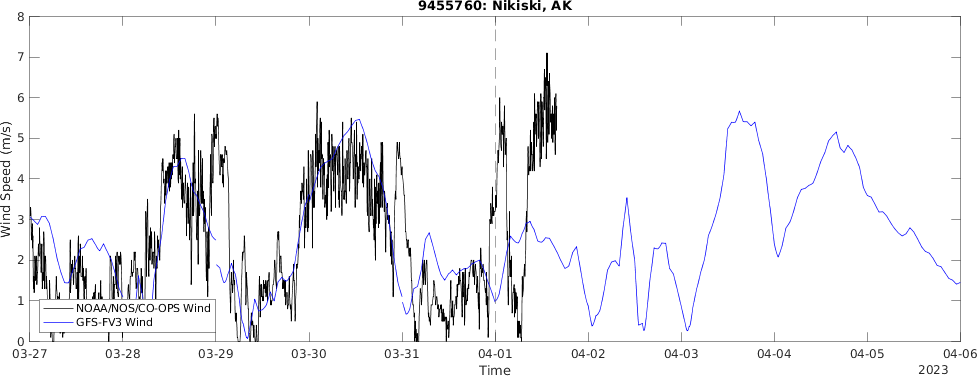 9455760: Nikiski, AK
8
7
6
5
4
3
2
1
0
Wind Speed (m/s)
NOAA/NOS/CO-OPS Wind
GFS-FV3 Wind
03-27 03-28 03-29 03-30 03-31 04-01 04-02 04-03 04-04 04-05 04-06
Time
2023